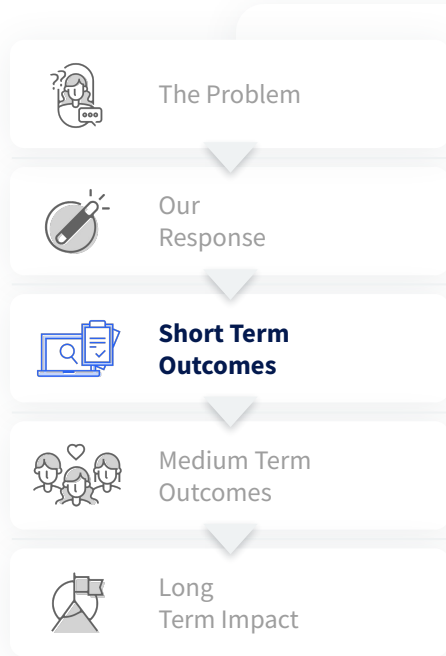 ??
The Problem
Our
Response
Short Term
Outcomes
Medium Term
Outcomes
Long
Term Impact